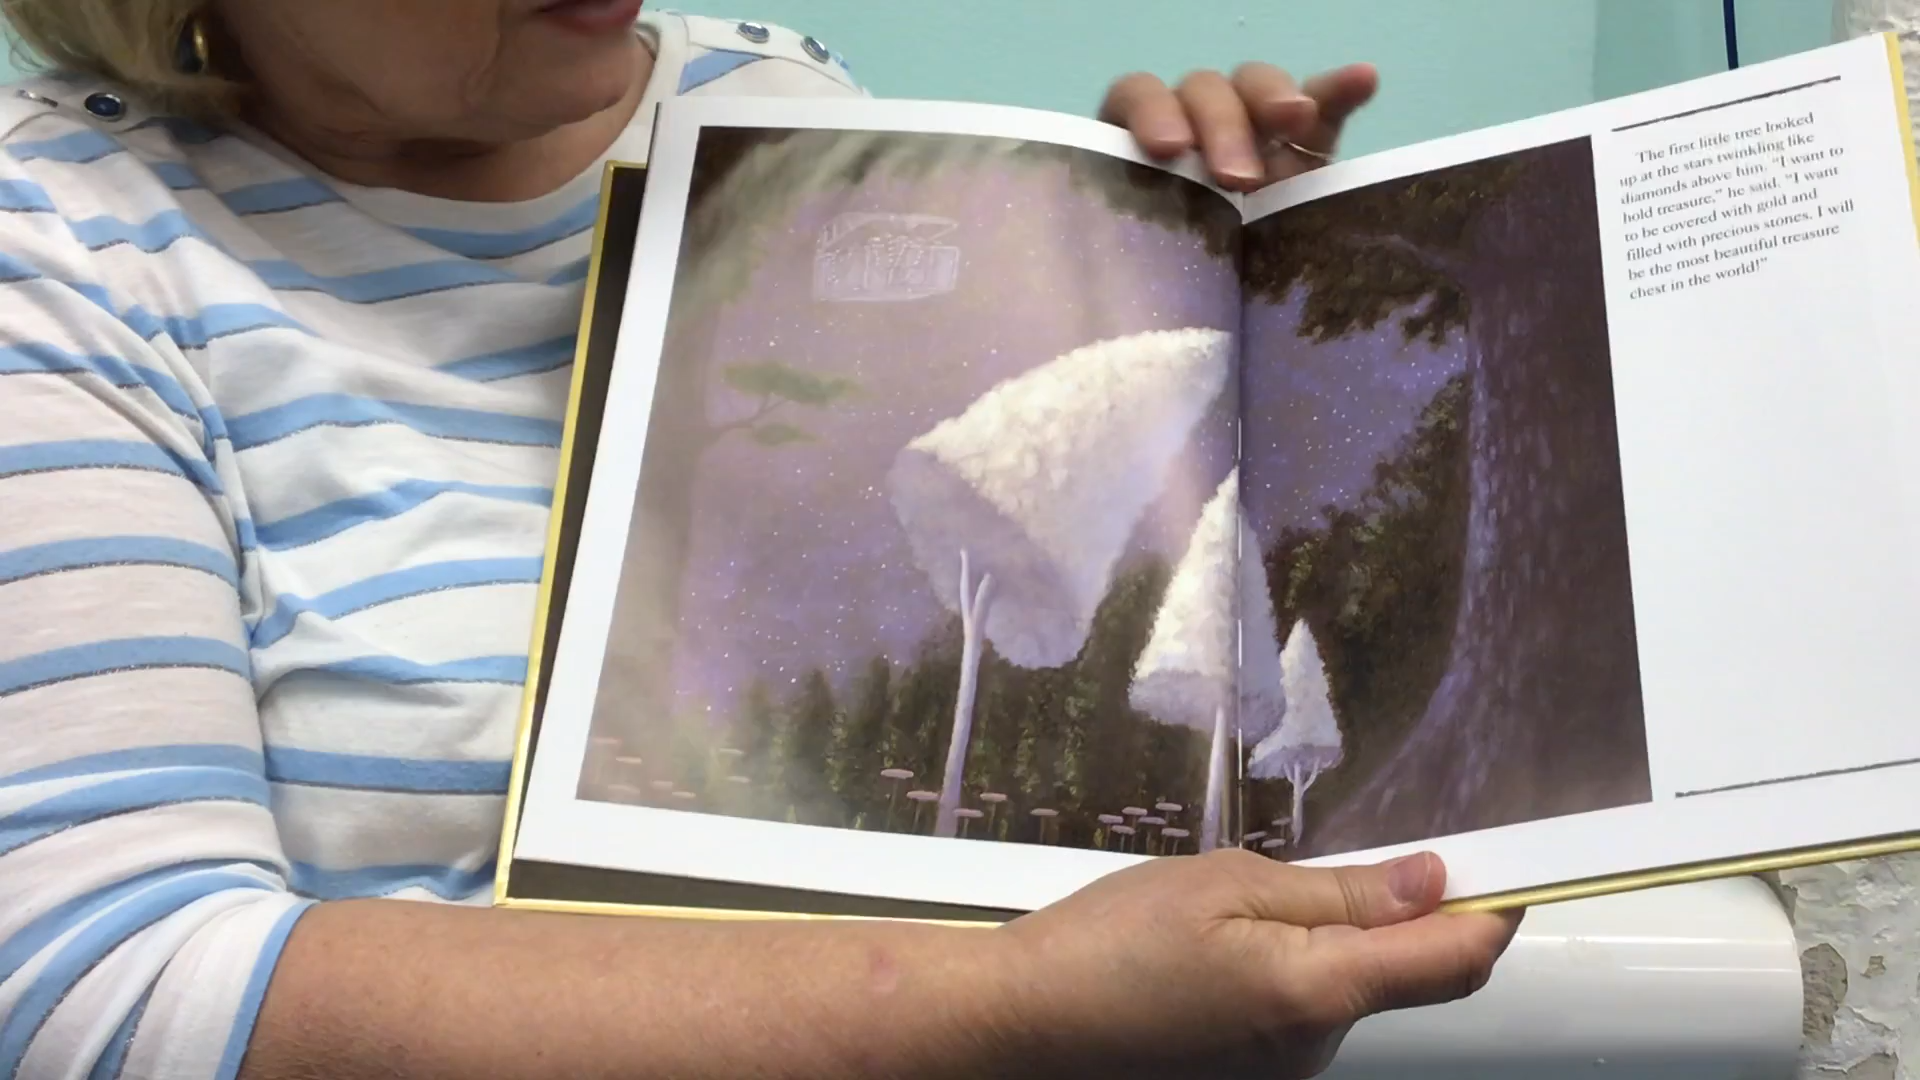 The first little tree looked
up at the stars twinkling like
diamonds above him. "I want to
hold treasure," he said. "I want
to be covered with gold and
filled with precious stones. I will
be the most beautiful treasure
chest in the world!"